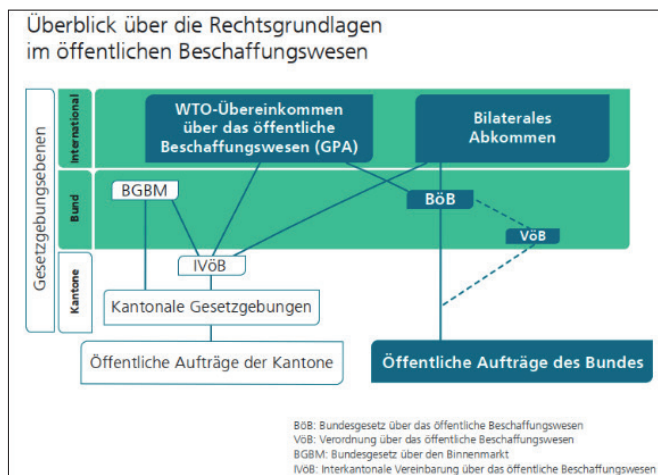 Überblick über die Rechtsgrundlagen
im öffentlichen Beschaffungswesen
Gesetzgebungsebenen
International
WTO-Übereinkommen
über das öffentliche
Beschaffungswesen (GPA)
Bilaterales
Abkommen
Bund
BGBM
BöB
VöB
Kantone
IVöB
Kantonale Gesetzgebungen
Öffentliche Aufträge der Kantone
Öffentliche Aufträge des Bundes
BöB: Bundesgesetz über das öffentliche Beschaffungswesen
VöB: Verordnung über das öffentliche Beschaffungswesen
BGBM: Bundesgesetz über den Binnenmarkt
IVöB: Interkantonale Vereinbarung über das öffentliche Beschaffungswesen